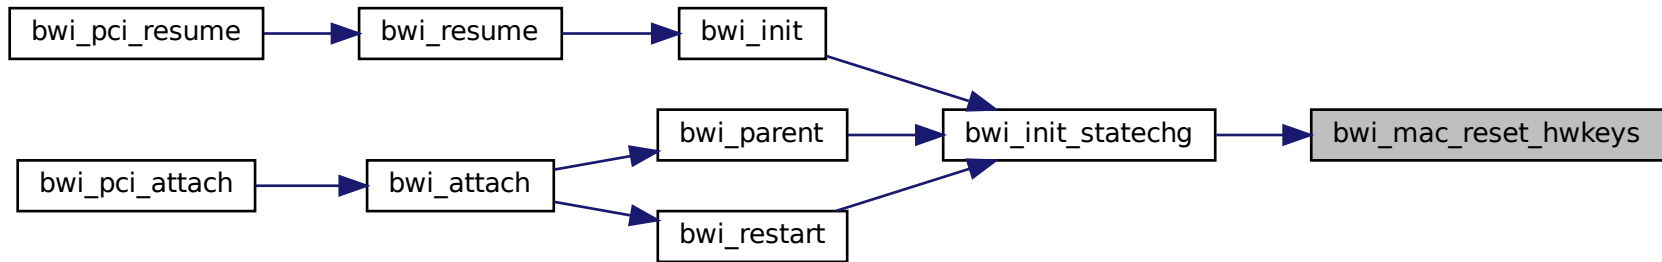 bwi_pci_resume
bwi_resume
bwi_init
bwi_parent
bwi_init_statechg
bwi_mac_reset_hwkeys
bwi_pci_attach
bwi_attach
bwi_restart